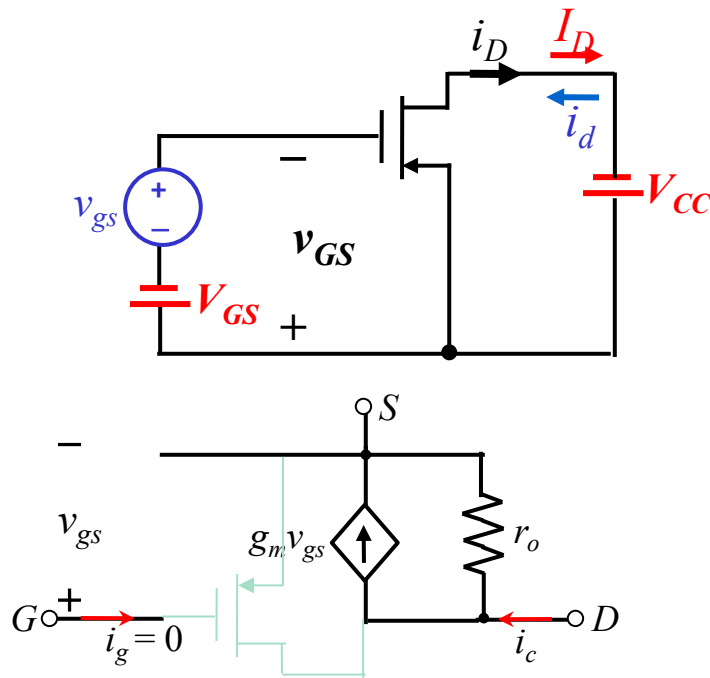 i_D
I_D
i_d
−
+
−
v_gs
v_GS
V_CC
V_GS
+
S
−
v_gs
g_m v_gs
r_o
+
G
i_g = 0
i_c
D